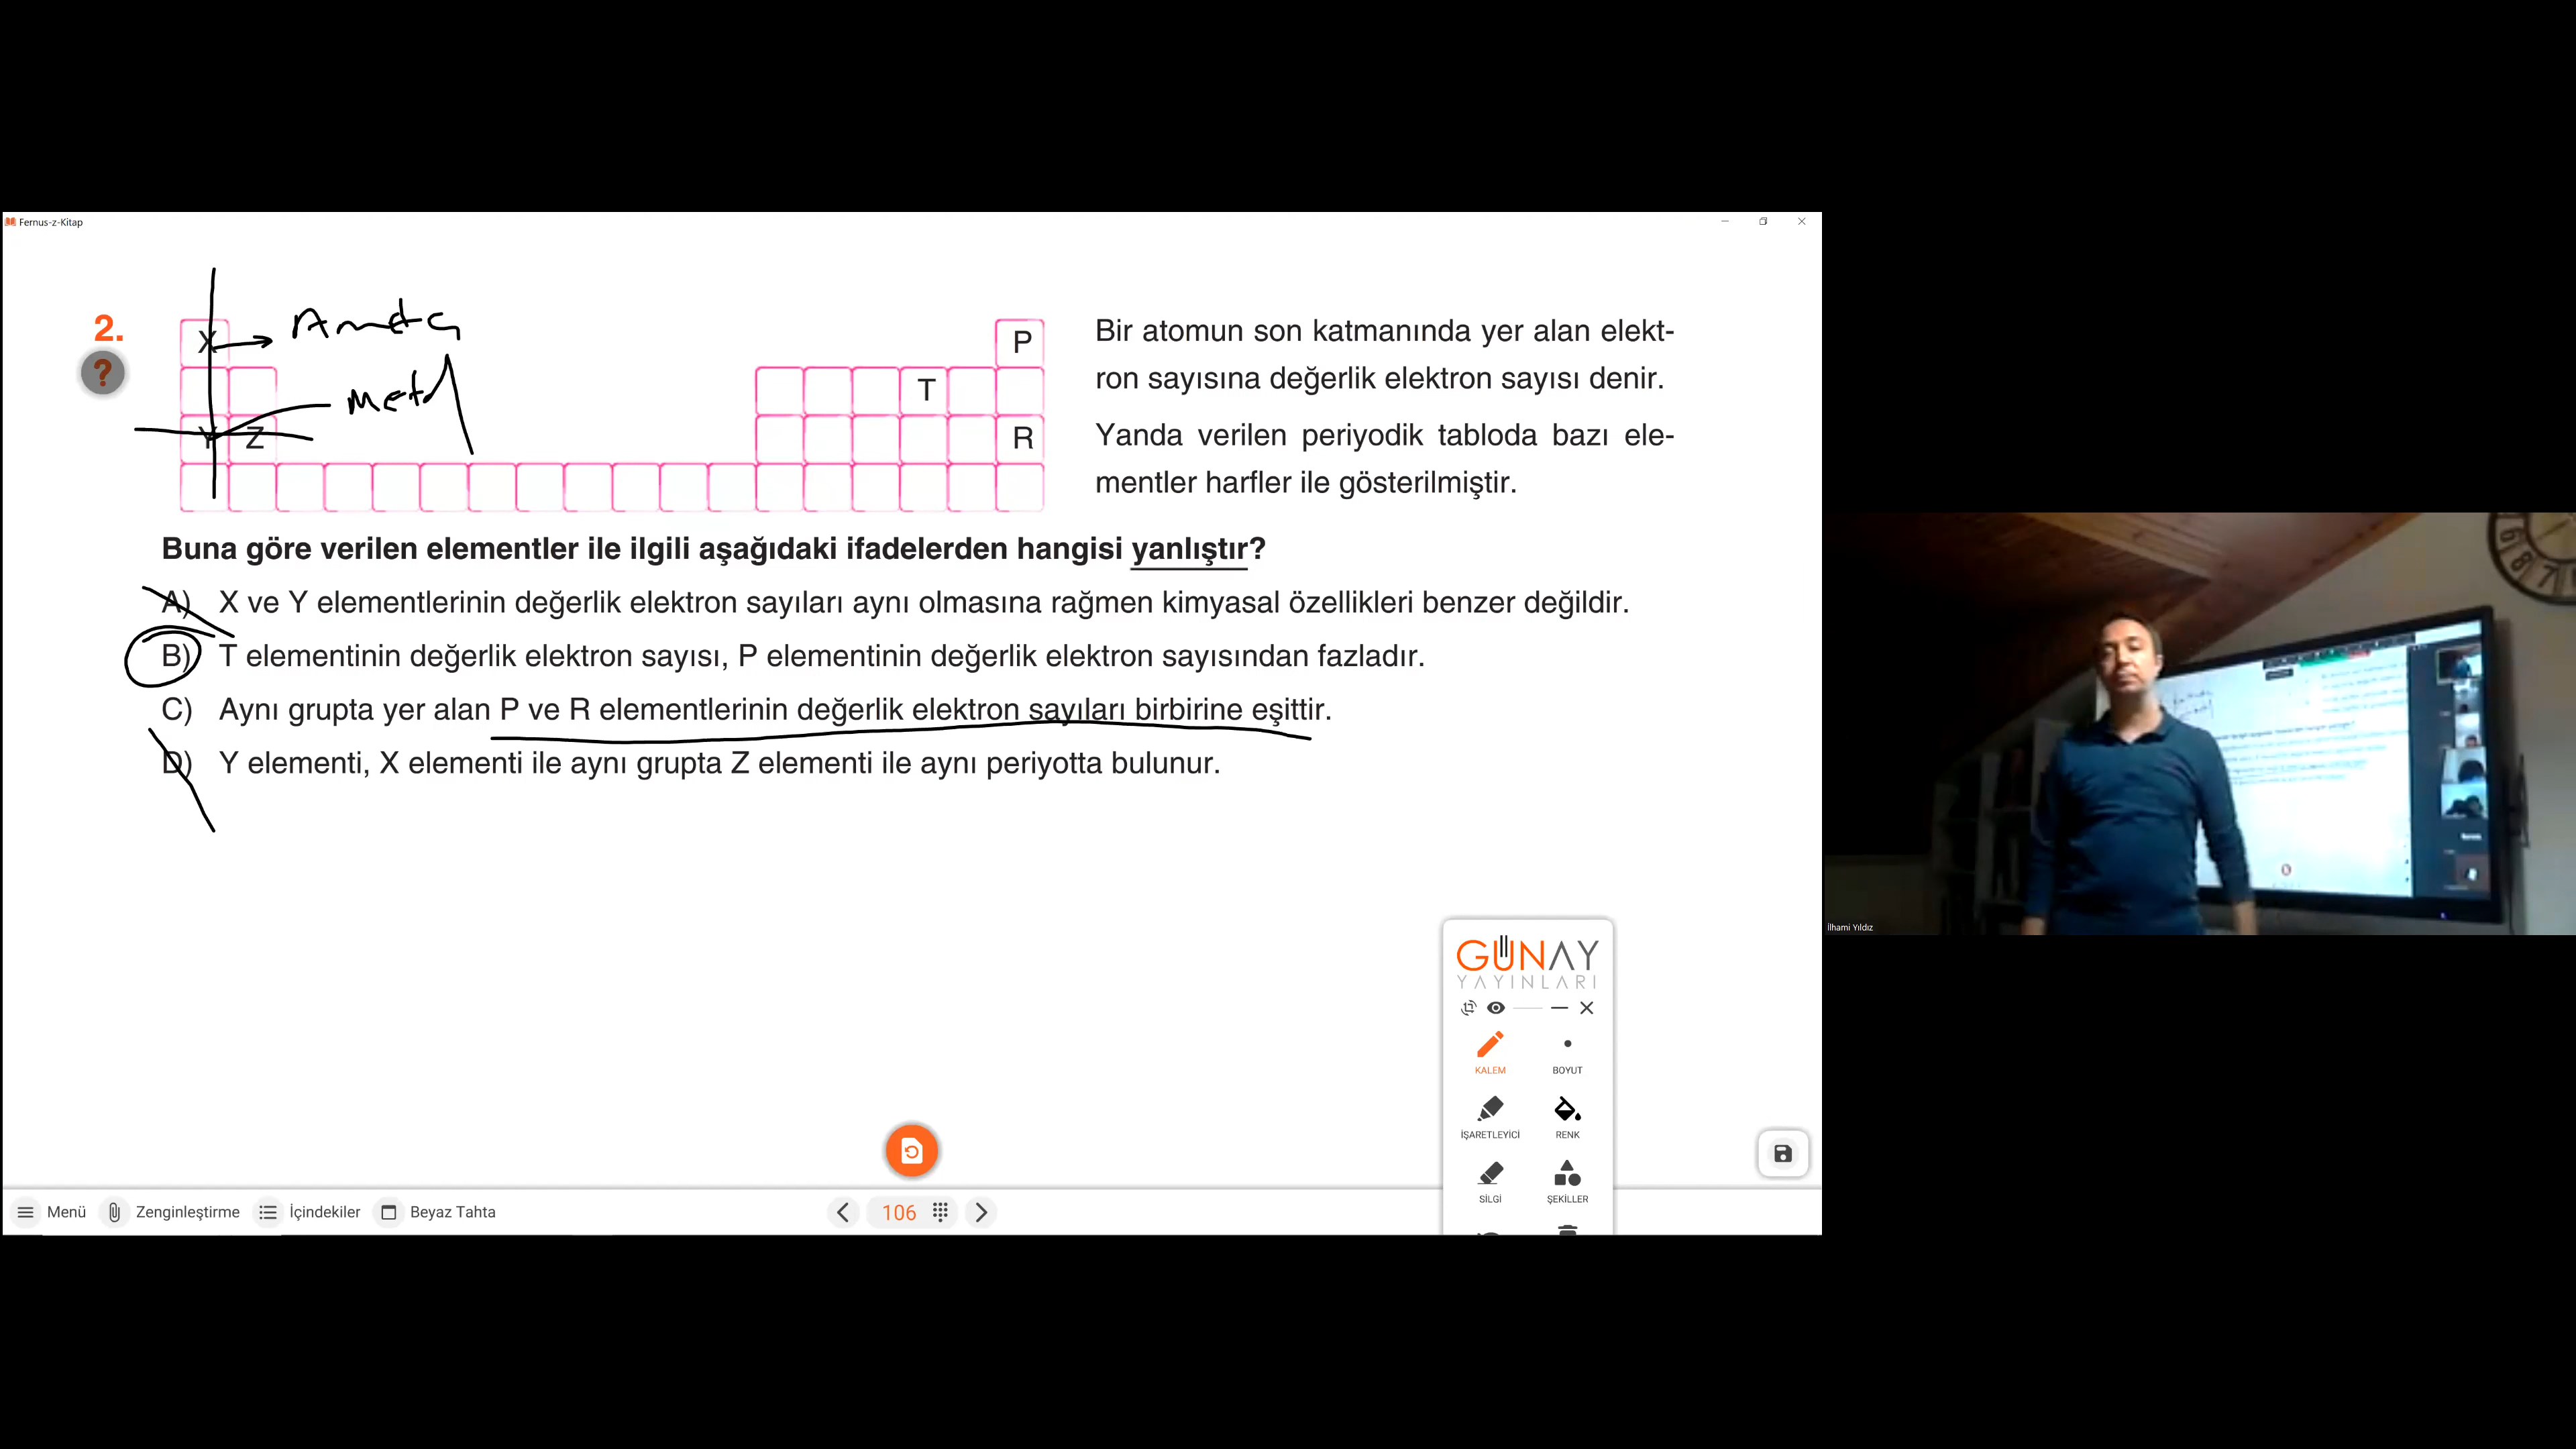 Fernus-z-Kitap
2.
?
X
P
T
Y
Z
R
Ametal
metal
Bir atomun son katmanında yer alan elekt-
ron sayısına değerlik elektron sayısı denir.
Yanda verilen periyodik tabloda bazı ele-
mentler harfler ile gösterilmiştir.
Buna göre verilen elementler ile ilgili aşağıdaki ifadelerden hangisi yanlıştır?
A) X ve Y elementlerinin değerlik elektron sayıları aynı olmasına rağmen kimyasal özellikleri benzer değildir.
B) T elementinin değerlik elektron sayısı, P elementinin değerlik elektron sayısından fazladır.
C) Aynı grupta yer alan P ve R elementlerinin değerlik elektron sayıları birbirine eşittir.
D) Y elementi, X elementi ile aynı grupta Z elementi ile aynı periyotta bulunur.
GÜNAY
YAYINLARI
KALEM
BOYUT
İŞARETLEYİCİ
RENK
SİLGİ
ŞEKİLLER
Menü
Zenginleştirme
İçindekiler
Beyaz Tahta
106
İlhami Yıldız